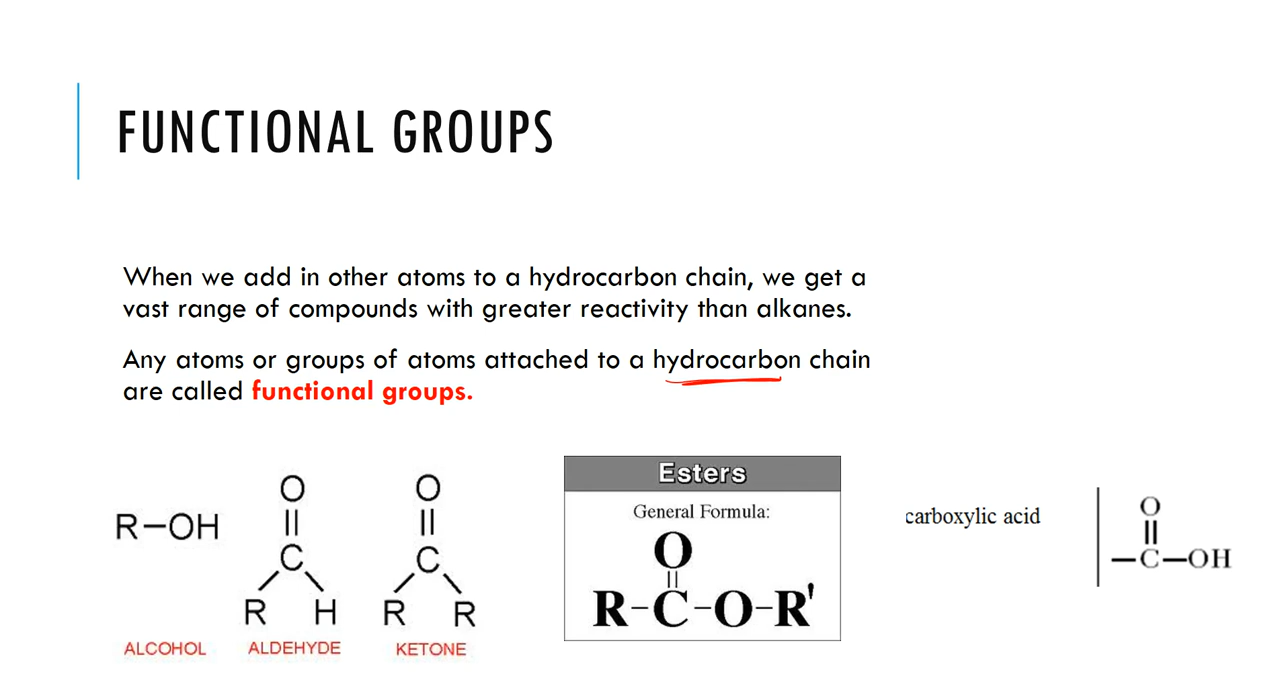 FUNCTIONAL GROUPS
When we add in other atoms to a hydrocarbon chain, we get a
vast range of compounds with greater reactivity than alkanes.
Any atoms or groups of atoms attached to a hydrocarbon chain
are called functional groups.
R–OH
ALCOHOL
O
C
R H
ALDEHYDE
O
C
R R
KETONE
Esters
General Formula:
O
R–C–O–R'
carboxylic acid
O
–C–OH